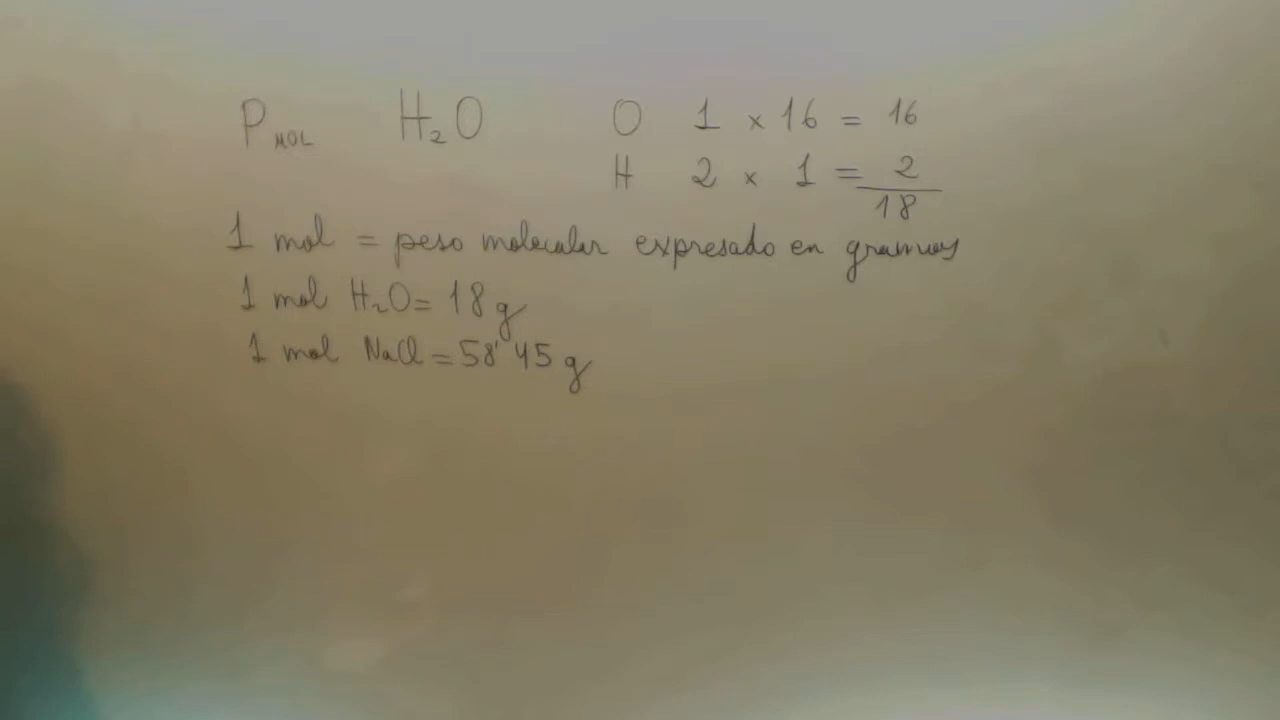 P MOL H₂O O 1 x 16 = 16
H 2 x 1 = 2
18
1 mol = peso molecular expresado en gramos
1 mol H₂O = 18 g
1 mol NaCl = 58'45 g